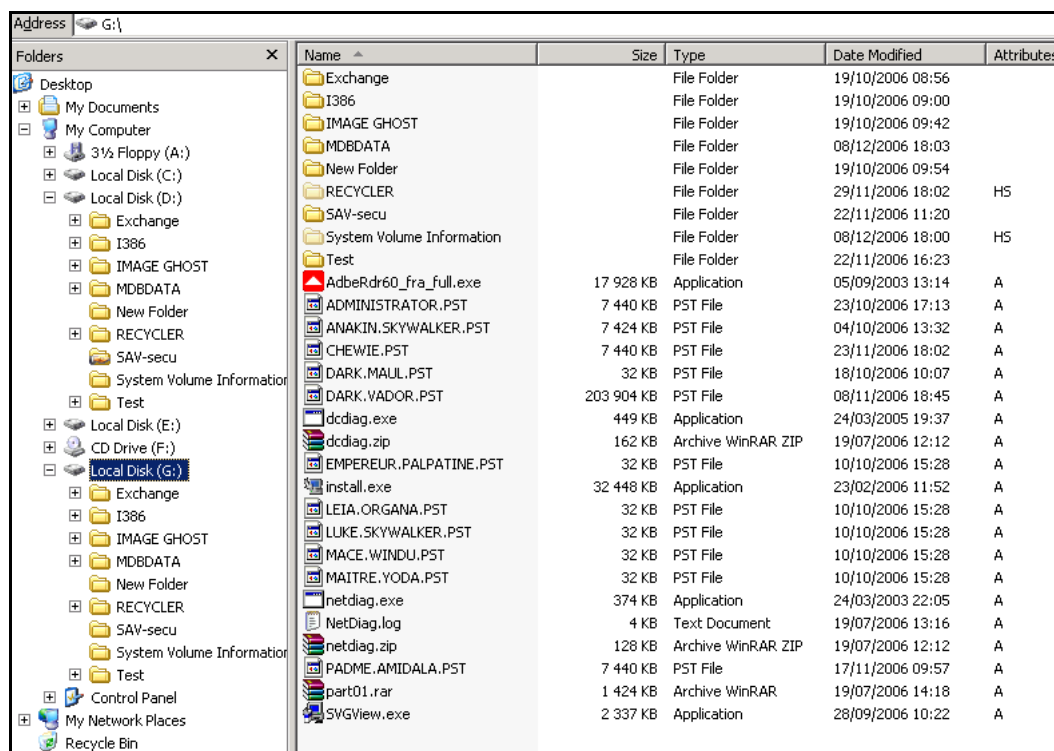 Address G:\
Folders X
Desktop
My Documents
My Computer
3½ Floppy (A:)
Local Disk (C:)
Local Disk (D:)
Exchange
I386
IMAGE GHOST
MDBDATA
New Folder
RECYCLER
SAV-secu
System Volume Information
Test
Local Disk (E:)
CD Drive (F:)
Local Disk (G:)
Exchange
I386
IMAGE GHOST
MDBDATA
New Folder
RECYCLER
SAV-secu
System Volume Information
Test
Control Panel
My Network Places
Recycle Bin
Name Size Type Date Modified Attributes
Exchange File Folder 19/10/2006 08:56
I386 File Folder 19/10/2006 09:00
IMAGE GHOST File Folder 19/10/2006 09:42
MDBDATA File Folder 08/12/2006 18:03
New Folder File Folder 19/10/2006 09:54
RECYCLER File Folder 29/11/2006 18:02 HS
SAV-secu File Folder 22/11/2006 11:20
System Volume Information File Folder 08/12/2006 18:00 HS
Test File Folder 22/11/2006 16:23
AdbeRdr60_fra_full.exe 17 928 KB Application 05/09/2003 13:14 A
ADMINISTRATOR.PST 7 440 KB PST File 23/10/2006 17:13 A
ANAKIN.SKYWALKER.PST 7 424 KB PST File 04/10/2006 13:32 A
CHEWIE.PST 7 440 KB PST File 23/11/2006 18:02 A
DARK.MAUL.PST 32 KB PST File 18/10/2006 10:07 A
DARK.VADOR.PST 203 904 KB PST File 08/11/2006 18:45 A
dcdiag.exe 449 KB Application 24/03/2005 19:37 A
dcdiag.zip 162 KB Archive WinRAR ZIP 19/07/2006 12:12 A
EMPEREUR.PALPATINE.PST 32 KB PST File 10/10/2006 15:28 A
install.exe 32 448 KB Application 23/02/2006 11:52 A
LEIA.ORGANA.PST 32 KB PST File 10/10/2006 15:28 A
LUKE.SKYWALKER.PST 32 KB PST File 10/10/2006 15:28 A
MACE.WINDU.PST 32 KB PST File 10/10/2006 15:28 A
MAITRE.YODA.PST 32 KB PST File 10/10/2006 15:28 A
netdiag.exe 374 KB Application 24/03/2003 22:05 A
NetDiag.log 4 KB Text Document 19/07/2006 13:16 A
netdiag.zip 128 KB Archive WinRAR ZIP 19/07/2006 12:12 A
PADME.AMIDALA.PST 7 440 KB PST File 17/11/2006 09:57 A
part01.rar 1 424 KB Archive WinRAR 19/07/2006 14:18 A
SVGView.exe 2 337 KB Application 28/09/2006 10:22 A